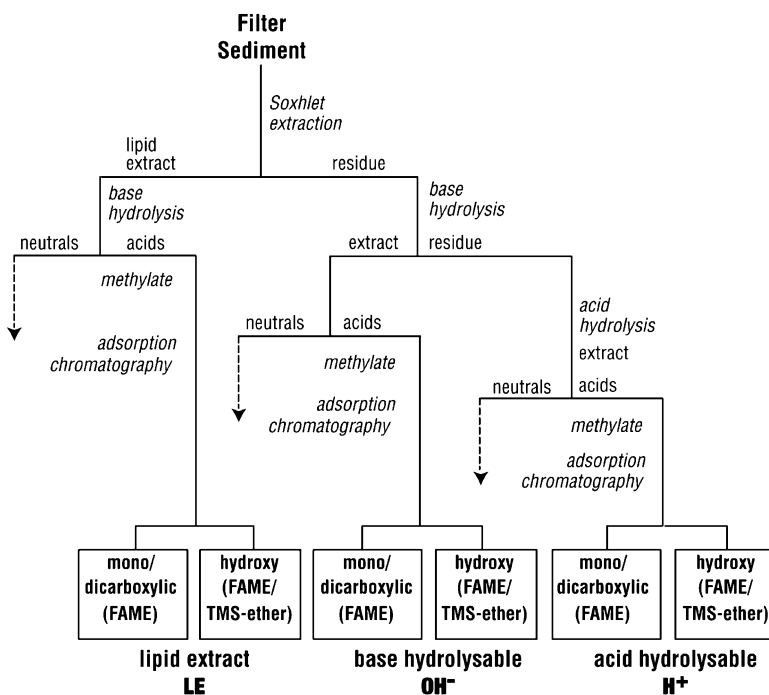 Filter
Sediment
Soxhlet
extraction
lipid
extract
residue
base
hydrolysis
base
hydrolysis
neutrals
acids
extract
residue
methylate
acid
hydrolysis
neutrals
acids
adsorption
chromatography
extract
methylate
neutrals
acids
adsorption
chromatography
methylate
adsorption
chromatography
mono/
dicarboxylic
(FAME)
hydroxy
(FAME/
TMS-ether)
mono/
dicarboxylic
(FAME)
hydroxy
(FAME/
TMS-ether)
mono/
dicarboxylic
(FAME)
hydroxy
(FAME/
TMS-ether)
lipid extract
LE
base hydrolysable
OH⁻
acid hydrolysable
H⁺